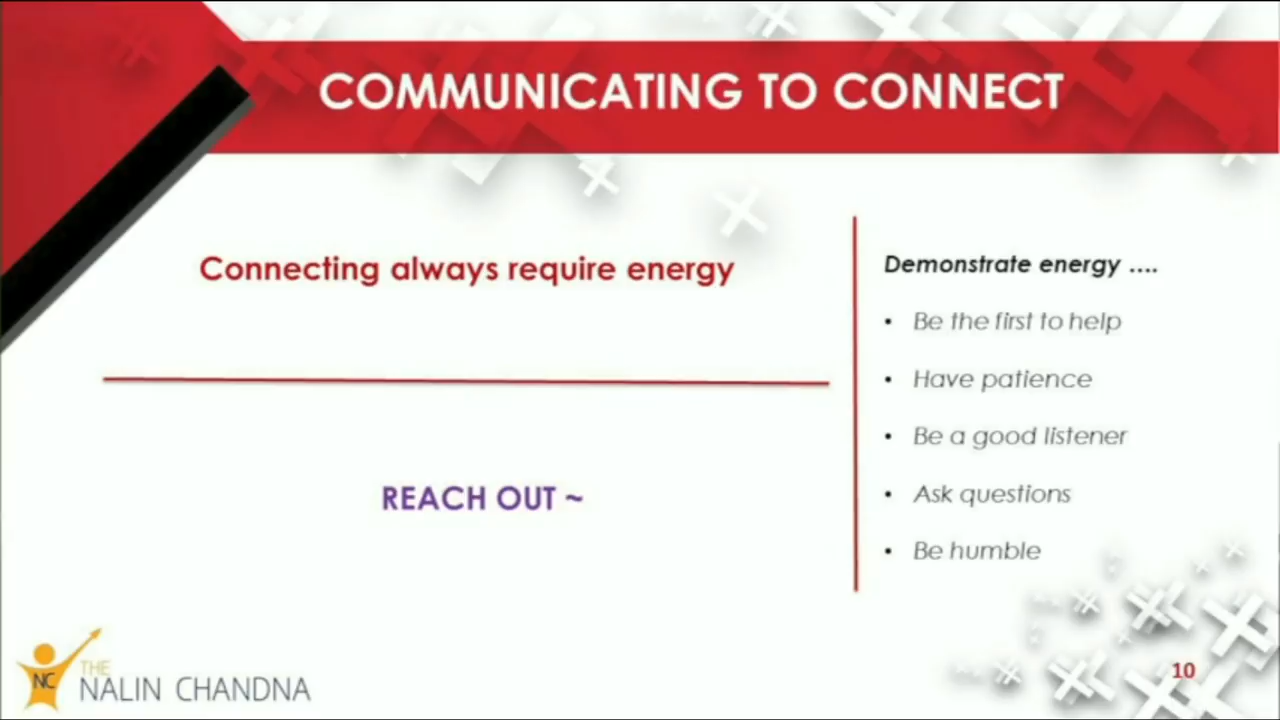 COMMUNICATING TO CONNECT
Connecting always require energy
REACH OUT ~
Demonstrate energy ....
• Be the first to help
• Have patience
• Be a good listener
• Ask questions
• Be humble
NC
THE
NALIN CHANDNA
10